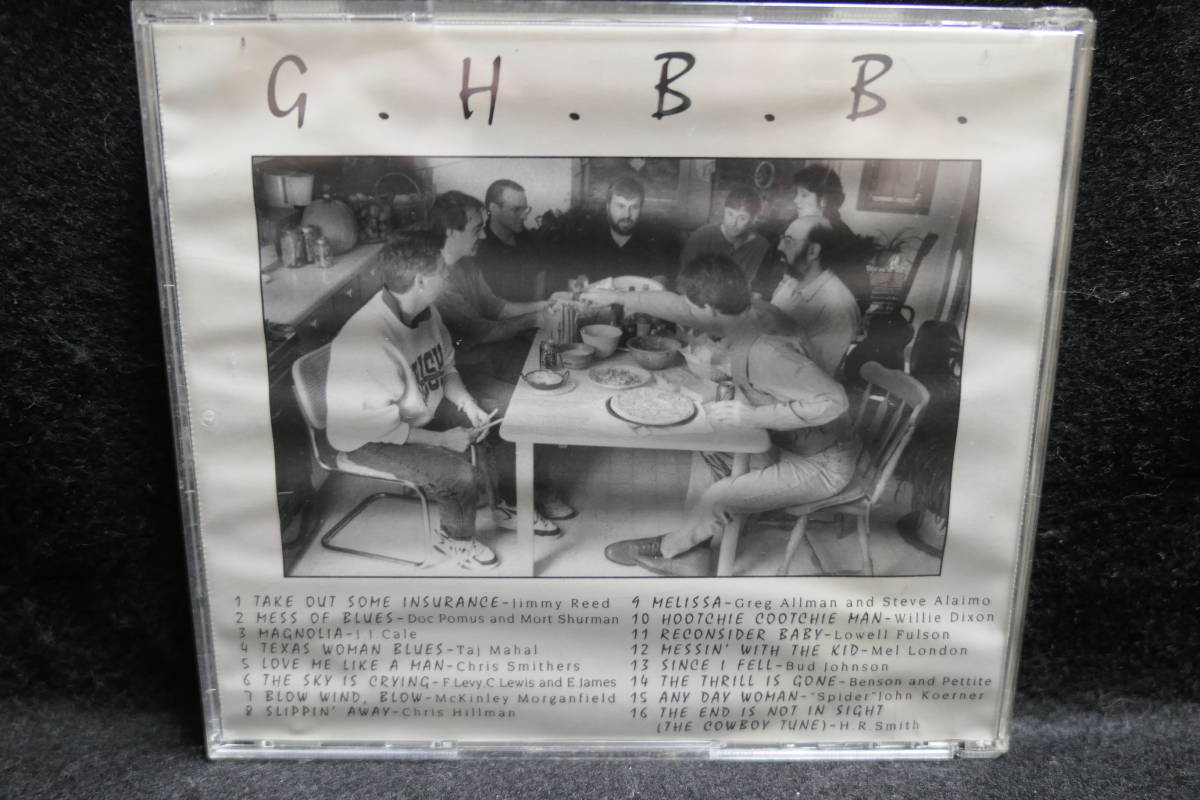 G . H . B . B .
1 TAKE OUT SOME INSURANCE-Jimmy Reed
2 MESS OF BLUES-Doc Pomus and Mort Shurman
3 MAGNOLIA-J J Cale
4 TEXAS WOMAN BLUES-Taj Mahal
5 LOVE ME LIKE A MAN-Chris Smithers
6 THE SKY IS CRYING-F.Levy,C.Lewis and E James
7 BLOW WIND, BLOW-McKinley Morganfield
8 SLIPPIN' AWAY-Chris Hillman
9 MELISSA-Greg Allman and Steve Alaimo
10 HOOTCHIE COOTCHIE MAN-Willie Dixon
11 RECONSIDER BABY-Lowell Fulson
12 MESSIN' WITH THE KID-Mel London
13 SINCE I FELL-Bud Johnson
14 THE THRILL IS GONE-Benson and Pettite
15 ANY DAY WOMAN-"Spider"John Koerner
16 THE END IS NOT IN SIGHT
(THE COWBOY TUNE)-H.R.Smith